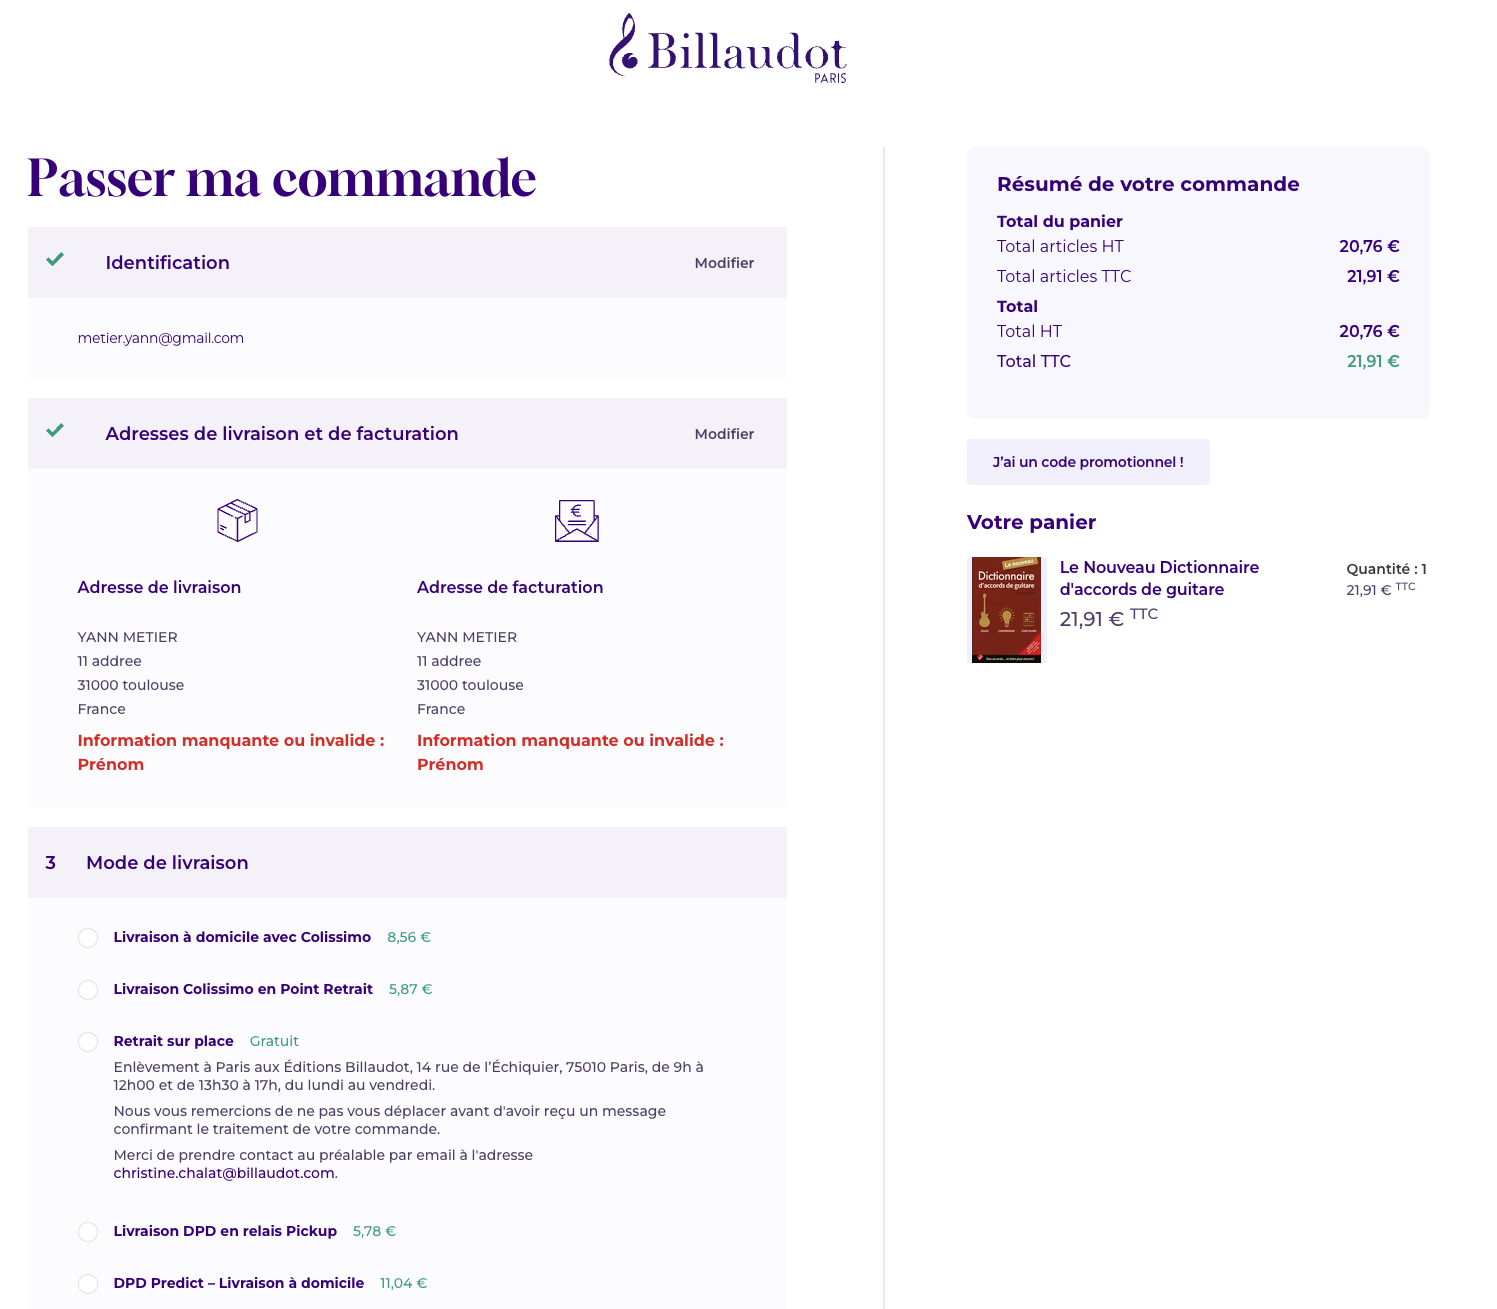 Billaudot
PARIS
Passer ma commande
Identification
Modifier
metier.yann@gmail.com
Adresses de livraison et de facturation
Modifier
€
Adresse de livraison
YANN METIER
11 addree
31000 toulouse
France
Information manquante ou invalide :
Prénom
Adresse de facturation
YANN METIER
11 addree
31000 toulouse
France
Information manquante ou invalide :
Prénom
3 Mode de livraison
Livraison à domicile avec Colissimo 8,56 €
Livraison Colissimo en Point Retrait 5,87 €
Retrait sur place Gratuit
Enlèvement à Paris aux Éditions Billaudot, 14 rue de l’Échiquier, 75010 Paris, de 9h à
12h00 et de 13h30 à 17h, du lundi au vendredi.
Nous vous remercions de ne pas vous déplacer avant d'avoir reçu un message
confirmant le traitement de votre commande.
Merci de prendre contact au préalable par email à l'adresse
christine.chalat@billaudot.com.
Livraison DPD en relais Pickup 5,78 €
DPD Predict – Livraison à domicile 11,04 €
Résumé de votre commande
Total du panier
Total articles HT 20,76 €
Total articles TTC 21,91 €
Total
Total HT 20,76 €
Total TTC 21,91 €
J’ai un code promotionnel !
Votre panier
Le nouveau
Dictionnaire
d'accords de guitare
Le Nouveau Dictionnaire
d'accords de guitare
21,91 € TTC
Quantité : 1
21,91 € TTC